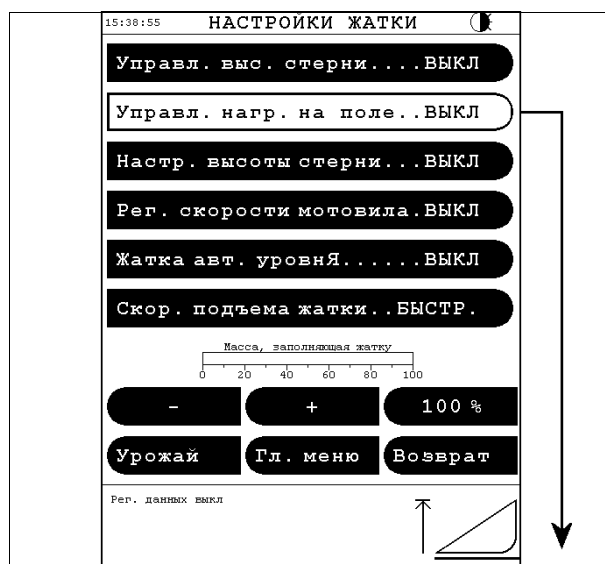 15:38:55 НАСТРОЙКИ ЖАТКИ
Управл. выс. стерни....ВЫКЛ
Управл. нагр. на поле..ВЫКЛ
Настр. высоты стерни...ВЫКЛ
Рег. скорости мотовила.ВЫКЛ
Жатка авт. уровнЯ......ВЫКЛ
Скор. подъема жатки..БЫСТР.
Масса, заполняющая жатку
0 20 40 60 80 100
- + 100 %
Урожай Гл. меню Возврат
Рег. данных выкл